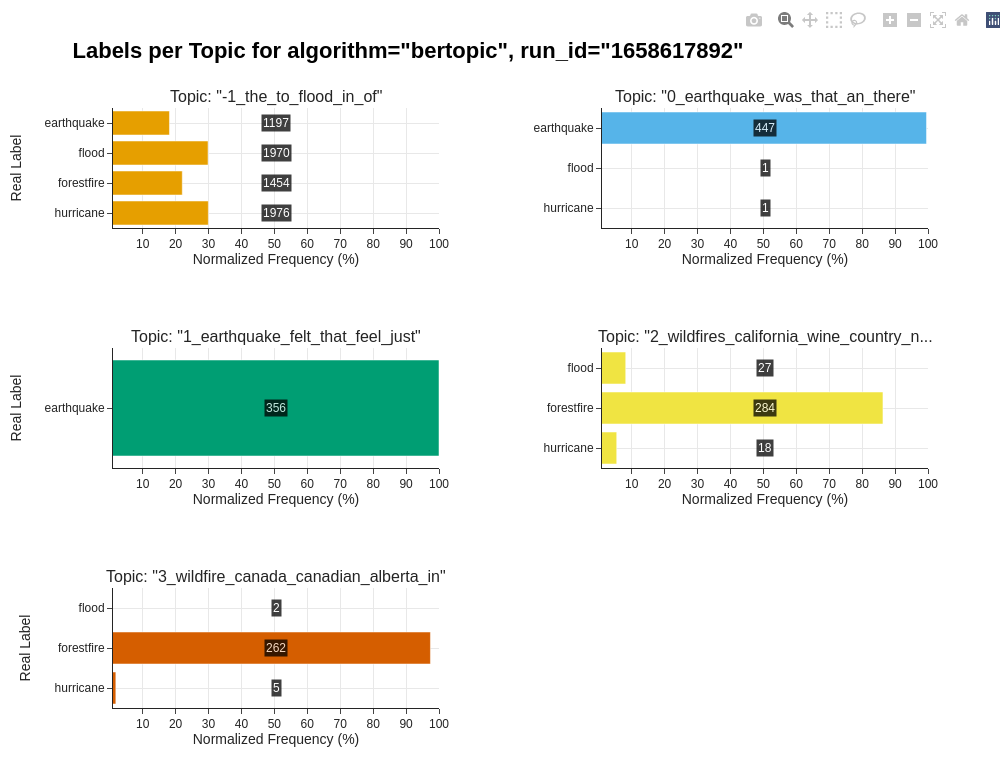 Labels per Topic for algorithm="bertopic", run_id="1658617892"
Topic: "-1_the_to_flood_in_of"
Real Label
earthquake 1197
flood 1970
forestfire 1454
hurricane 1976
10 20 30 40 50 60 70 80 90 100
Normalized Frequency (%)
Topic: "0_earthquake_was_that_an_there"
earthquake 447
flood 1
hurricane 1
10 20 30 40 50 60 70 80 90 100
Normalized Frequency (%)
Topic: "1_earthquake_felt_that_feel_just"
Real Label
earthquake 356
10 20 30 40 50 60 70 80 90 100
Normalized Frequency (%)
Topic: "2_wildfires_california_wine_country_n...
flood 27
forestfire 284
hurricane 18
10 20 30 40 50 60 70 80 90 100
Normalized Frequency (%)
Topic: "3_wildfire_canada_canadian_alberta_in"
Real Label
flood 2
forestfire 262
hurricane 5
10 20 30 40 50 60 70 80 90 100
Normalized Frequency (%)